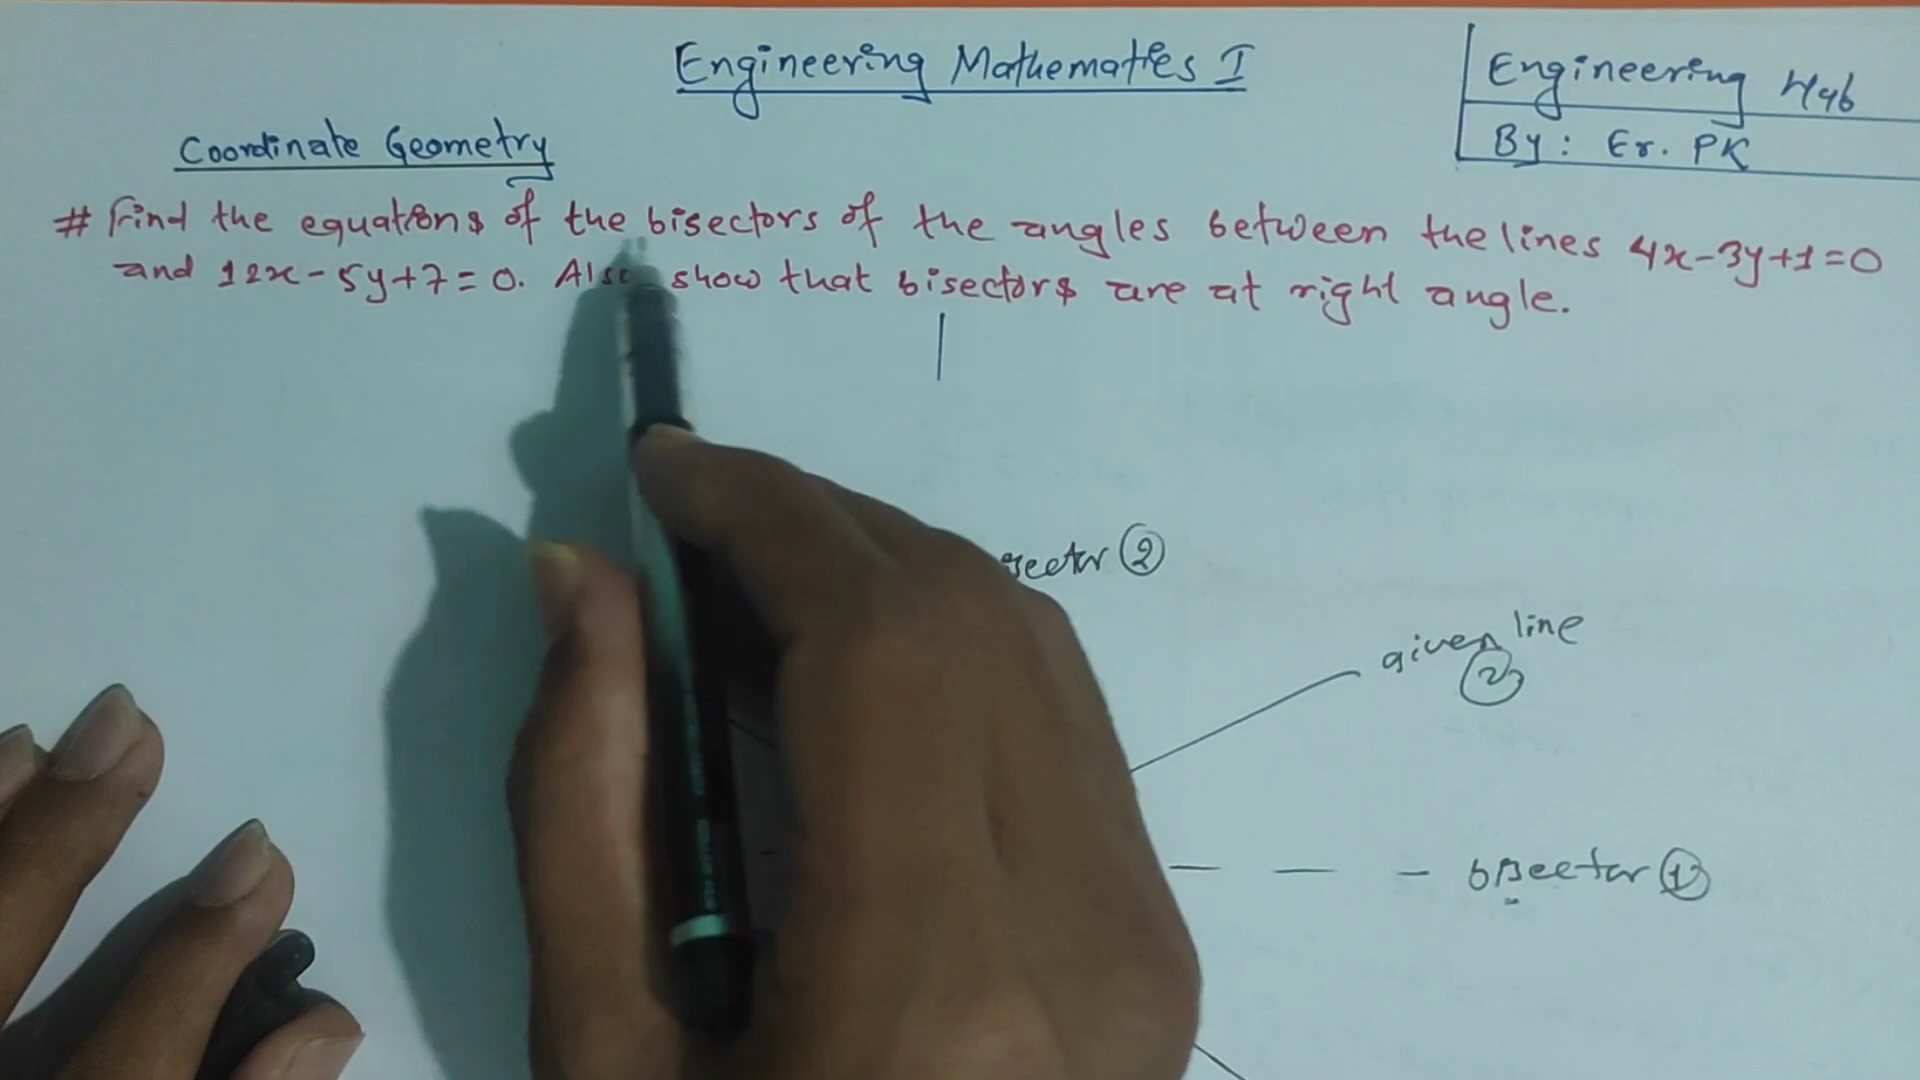 Engineering Mathematics I
Engineering Hub
By: Er. PK
Coordinate Geometry
# Find the equations of the bisectors of the angles between the lines 4x-3y+1=0
and 12x-5y+7=0. Also show that bisectors are at right angle.
②
given line
②
bisector ①